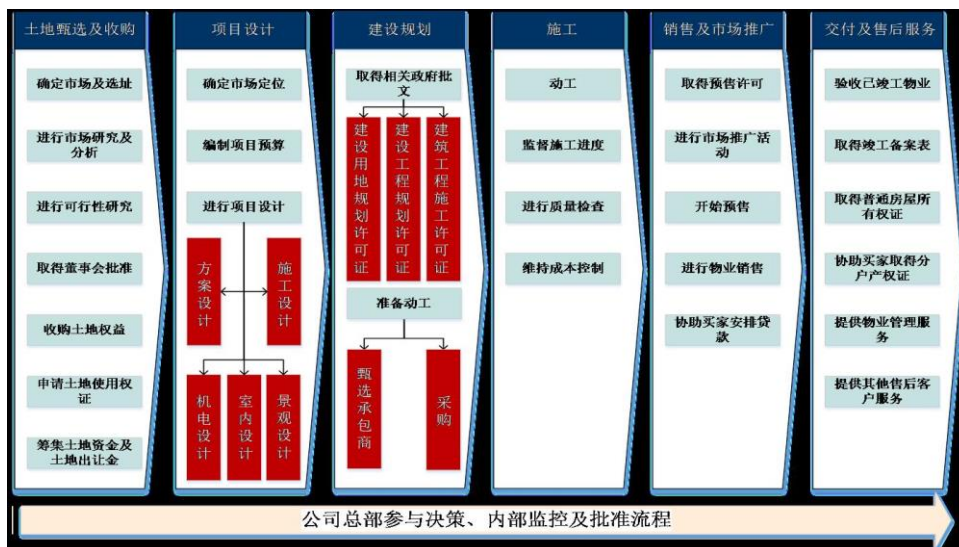 土地甄选及收购
确定市场及选址
进行市场研究及
分析
进行可行性研究
取得董事会批准
收购土地权益
申请土地使用权
证
筹集土地资金及
土地出让金
项目设计
确定市场定位
编制项目预算
进行项目设计
方案设计
施工设计
机电设计
室内设计
景观设计
建设规划
取得相关政府批
文
建设用地规划许可证
建设工程规划许可证
建筑工程施工许可证
准备动工
甄选承包商
采购
施工
动工
监督施工进度
进行质量检查
维持成本控制
销售及市场推广
取得预售许可
进行市场推广活
动
开始预售
进行物业销售
协助买家安排贷
款
交付及售后服务
验收已竣工物业
取得竣工备案表
取得普通房屋所
有权证
协助买家取得分
户产权证
提供物业管理服
务
提供其他售后客
户服务
公司总部参与决策、内部监控及批准流程